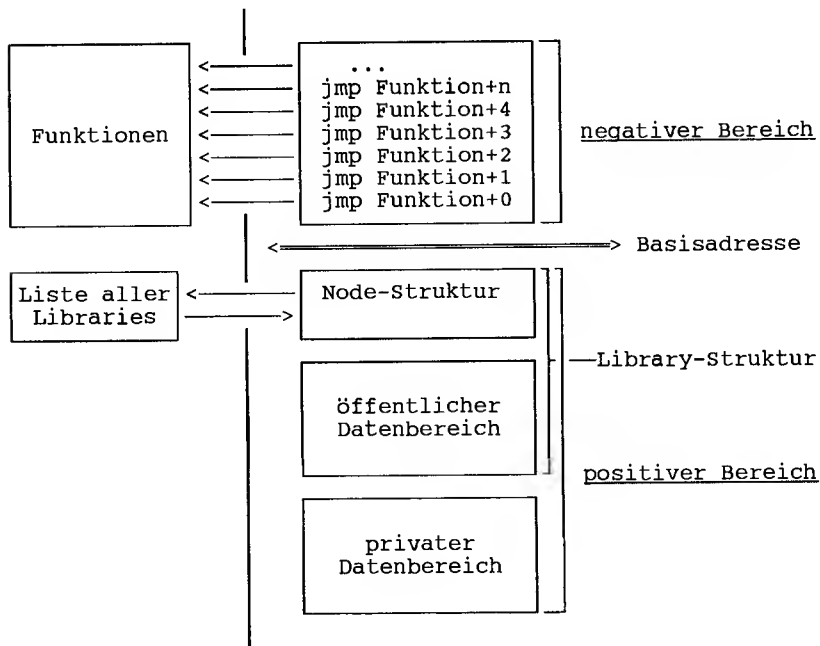 Funktionen
...
jmp Funktion+n
jmp Funktion+4
jmp Funktion+3
jmp Funktion+2
jmp Funktion+1
jmp Funktion+0
negativer Bereich
Basisadresse
Liste aller
Libraries
Node-Struktur
Library-Struktur
öffentlicher
Datenbereich
positiver Bereich
privater
Datenbereich